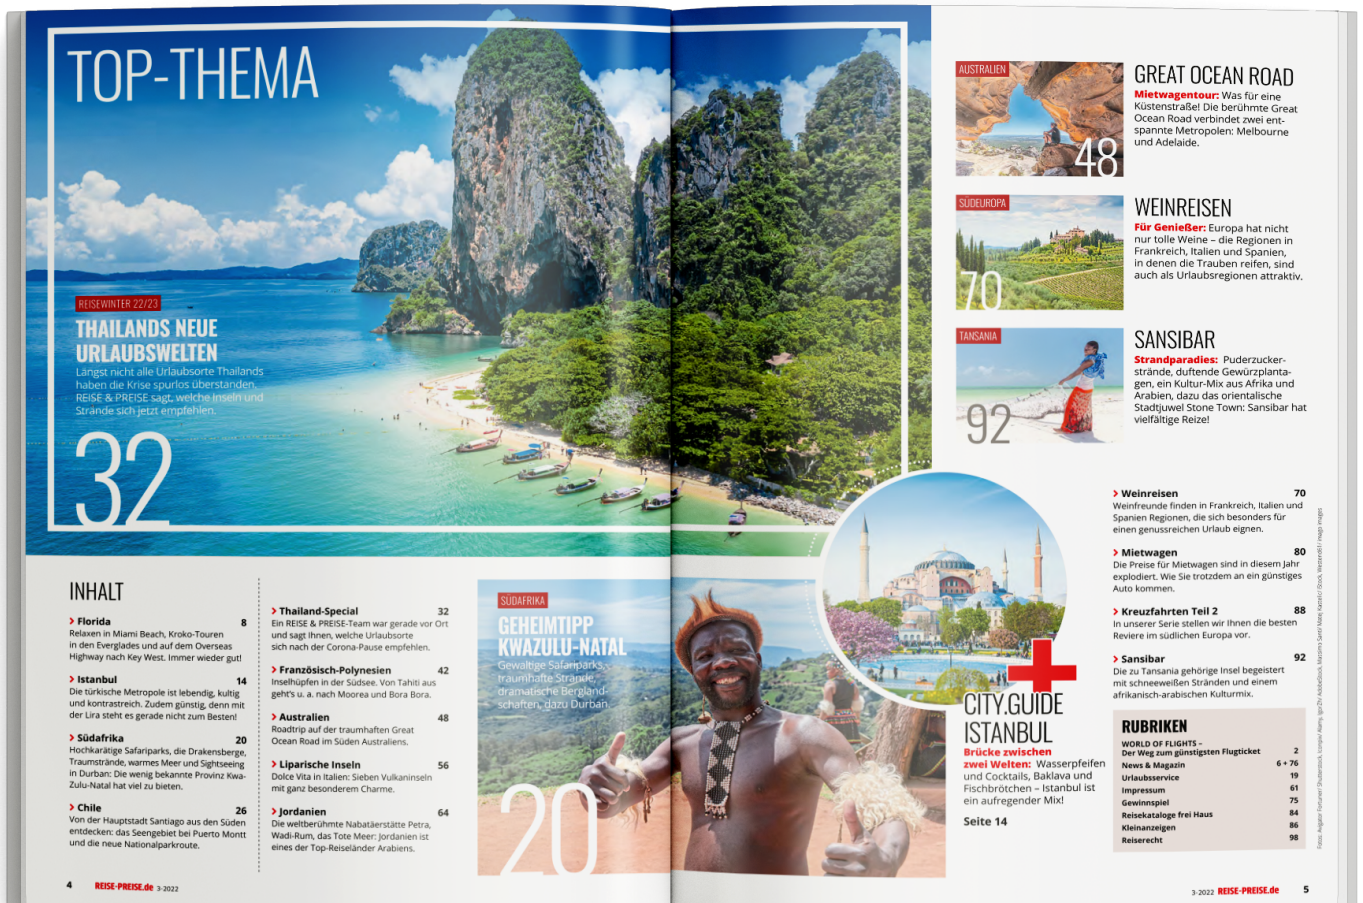 TOP-THEMA
REISEWINTER 22/23
THAILANDS NEUE
URLAUBSWELTEN
Längst nicht alle Urlaubsorte Thailands
haben die Krise spurlos überstanden.
REISE & PREISE sagt, welche Inseln und
Strände sich jetzt empfehlen.
32
INHALT
Florida 8
Relaxen in Miami Beach, Kroko-Touren
in den Everglades und auf dem Overseas
Highway nach Key West. Immer wieder gut!
Istanbul 14
Die türkische Metropole ist lebendig, kultig
und kontrastreich. Zudem günstig, denn mit
der Lira steht es gerade nicht zum Besten!
Südafrika 20
Hochkarätige Safariparks, die Drakensberge,
Traumstrände, warmes Meer und Sightseeing
in Durban: Die wenig bekannte Provinz Kwa-
Zulu-Natal hat viel zu bieten.
Chile 26
Von der Hauptstadt Santiago aus den Süden
entdecken: das Seengebiet bei Puerto Montt
und die neue Nationalparkroute.
Thailand-Special 32
Ein REISE & PREISE-Team war gerade vor Ort
und sagt Ihnen, welche Urlaubsorte
sich nach der Corona-Pause empfehlen.
Französisch-Polynesien 42
Inselhüpfen in der Südsee. Von Tahiti aus
geht's u. a. nach Moorea und Bora Bora.
Australien 48
Roadtrip auf der traumhaften Great
Ocean Road im Süden Australiens.
Liparische Inseln 56
Dolce Vita in Italien: Sieben Vulkaninseln
mit ganz besonderem Charme.
Jordanien 64
Die weltberühmte Nabatäerstätte Petra,
Wadi-Rum, das Tote Meer: Jordanien ist
eines der Top-Reiseländer Arabiens.
4 REISE-PREISE.de 3-2022
SÜDAFRIKA
GEHEIMTIPP
KWAZULU-NATAL
Gewaltige Safariparks,
traumhafte Strände,
dramatische Bergland-
schaften, dazu Durban.
20
AUSTRALIEN
48
GREAT OCEAN ROAD
Mietwagentour: Was für eine
Küstenstraße! Die berühmte Great
Ocean Road verbindet zwei ent-
spannte Metropolen: Melbourne
und Adelaide.
SÜDEUROPA
70
WEINREISEN
Für Genießer: Europa hat nicht
nur tolle Weine – die Regionen in
Frankreich, Italien und Spanien,
in denen die Trauben reifen, sind
auch als Urlaubsregionen attraktiv.
TANSANIA
92
SANSIBAR
Strandparadies: Puderzucker-
strände, duftende Gewürzplanta-
gen, ein Kultur-Mix aus Afrika und
Arabien, dazu das orientalische
Stadtjuwel Stone Town: Sansibar hat
vielfältige Reize!
CITY.GUIDE
ISTANBUL
Brücke zwischen
zwei Welten: Wasserpfeifen
und Cocktails, Baklava und
Fischbrötchen – Istanbul ist
ein aufregender Mix!
Seite 14
Weinreisen 70
Weinfreunde finden in Frankreich, Italien und
Spanien Regionen, die sich besonders für
einen genussreichen Urlaub eignen.
Mietwagen 80
Die Preise für Mietwagen sind in diesem Jahr
explodiert. Wie Sie trotzdem an ein günstiges
Auto kommen.
Kreuzfahrten Teil 2 88
In unserer Serie stellen wir Ihnen die besten
Reviere im südlichen Europa vor.
Sansibar 92
Die zu Tansania gehörige Insel begeistert
mit schneeweißen Stränden und einem
afrikanisch-arabischen Kulturmix.
RUBRIKEN
WORLD OF FLIGHTS –
Der Weg zum günstigsten Flugticket 2
News & Magazin 6 + 76
Urlaubsservice 19
Impressum 61
Gewinnspiel 75
Reisekataloge frei Haus 84
Kleinanzeigen 86
Reiserecht 98
3-2022 REISE-PREISE.de 5